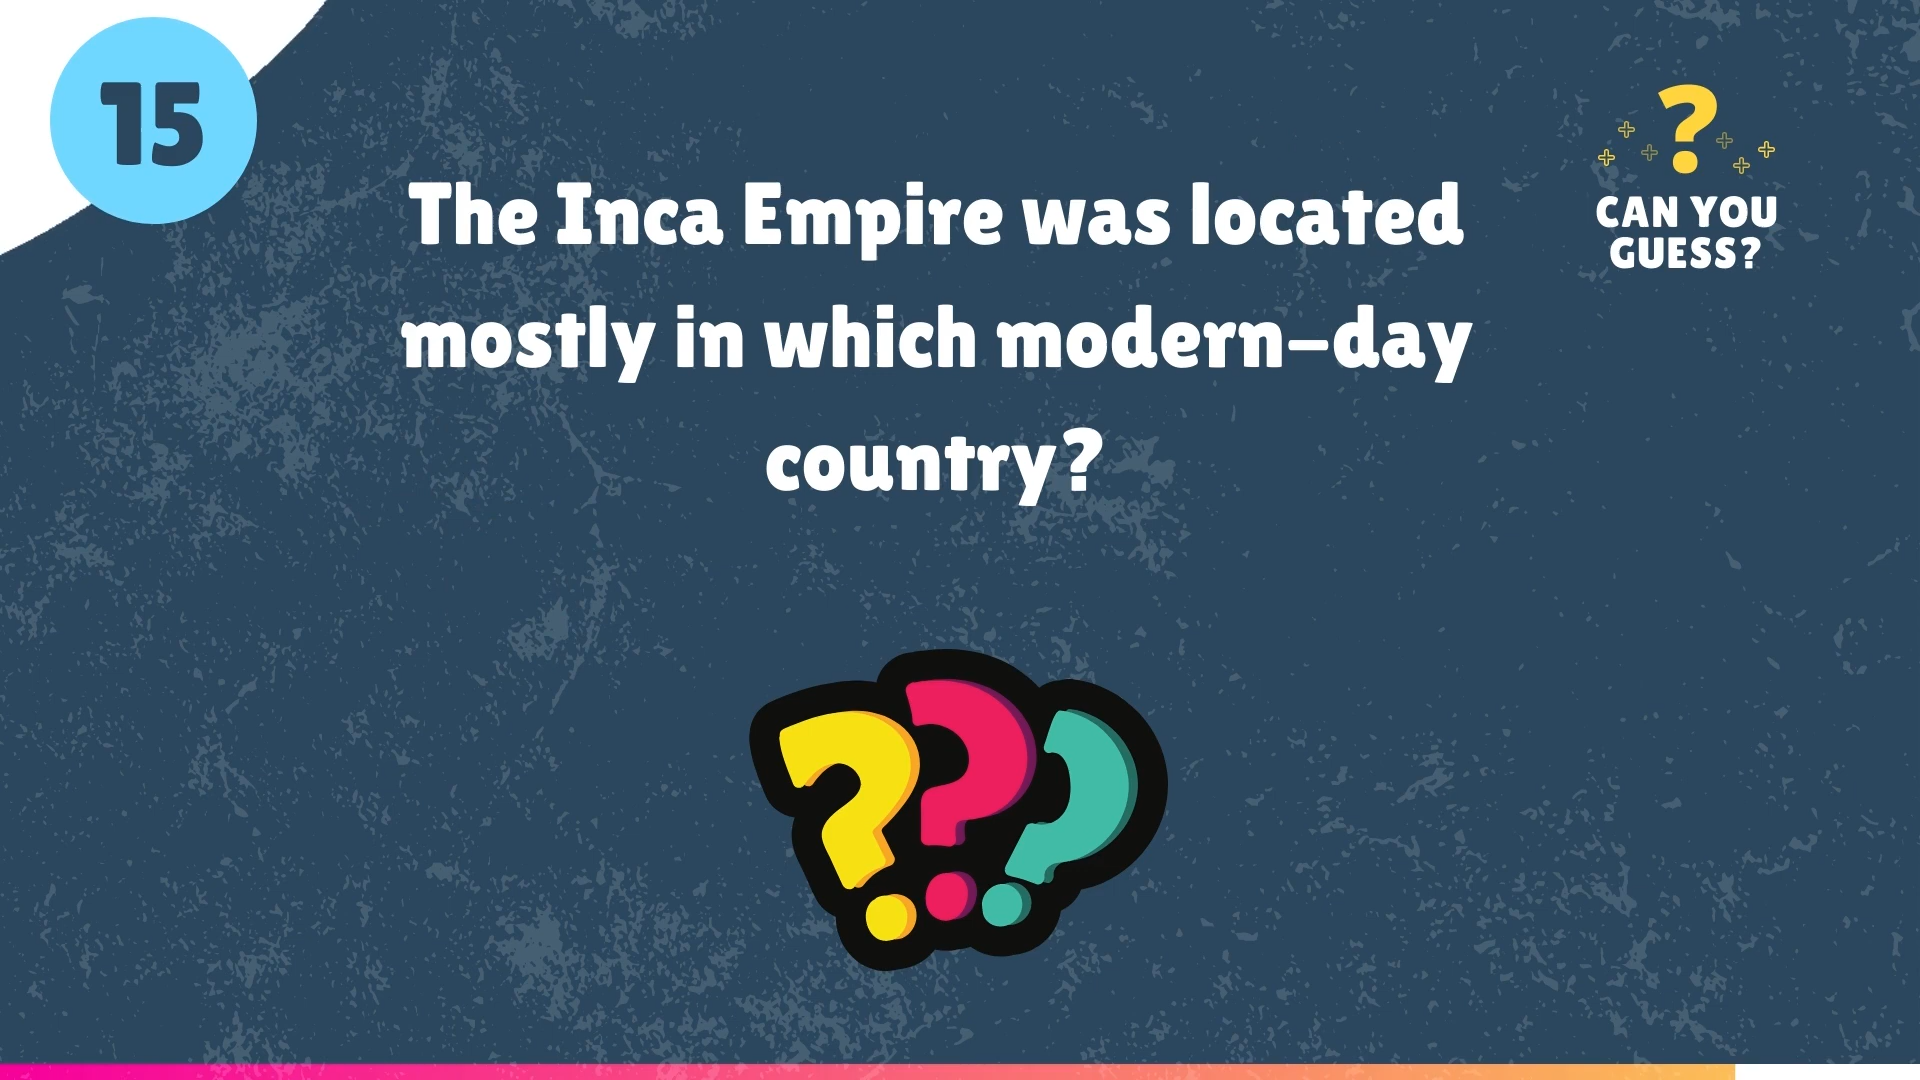 15
The Inca Empire was located
mostly in which modern-day
country?
?
CAN YOU
GUESS?
???